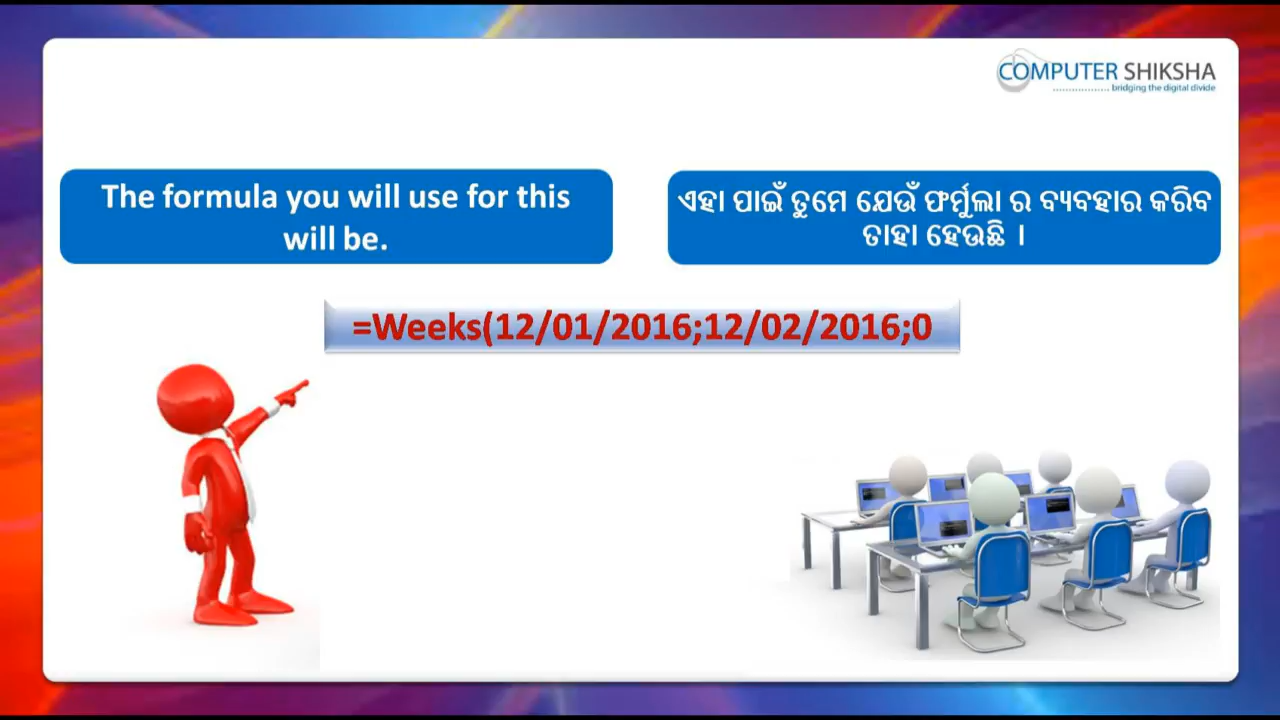 COMPUTER SHIKSHA
bridging the digital divide
The formula you will use for this
will be.
ଏହା ପାଇଁ ତୁମେ ଯେଉଁ ଫର୍ମୁଲା ର ବ୍ୟବହାର କରିବ
ତାହା ହେଉଛି ।
=Weeks(12/01/2016;12/02/2016;0